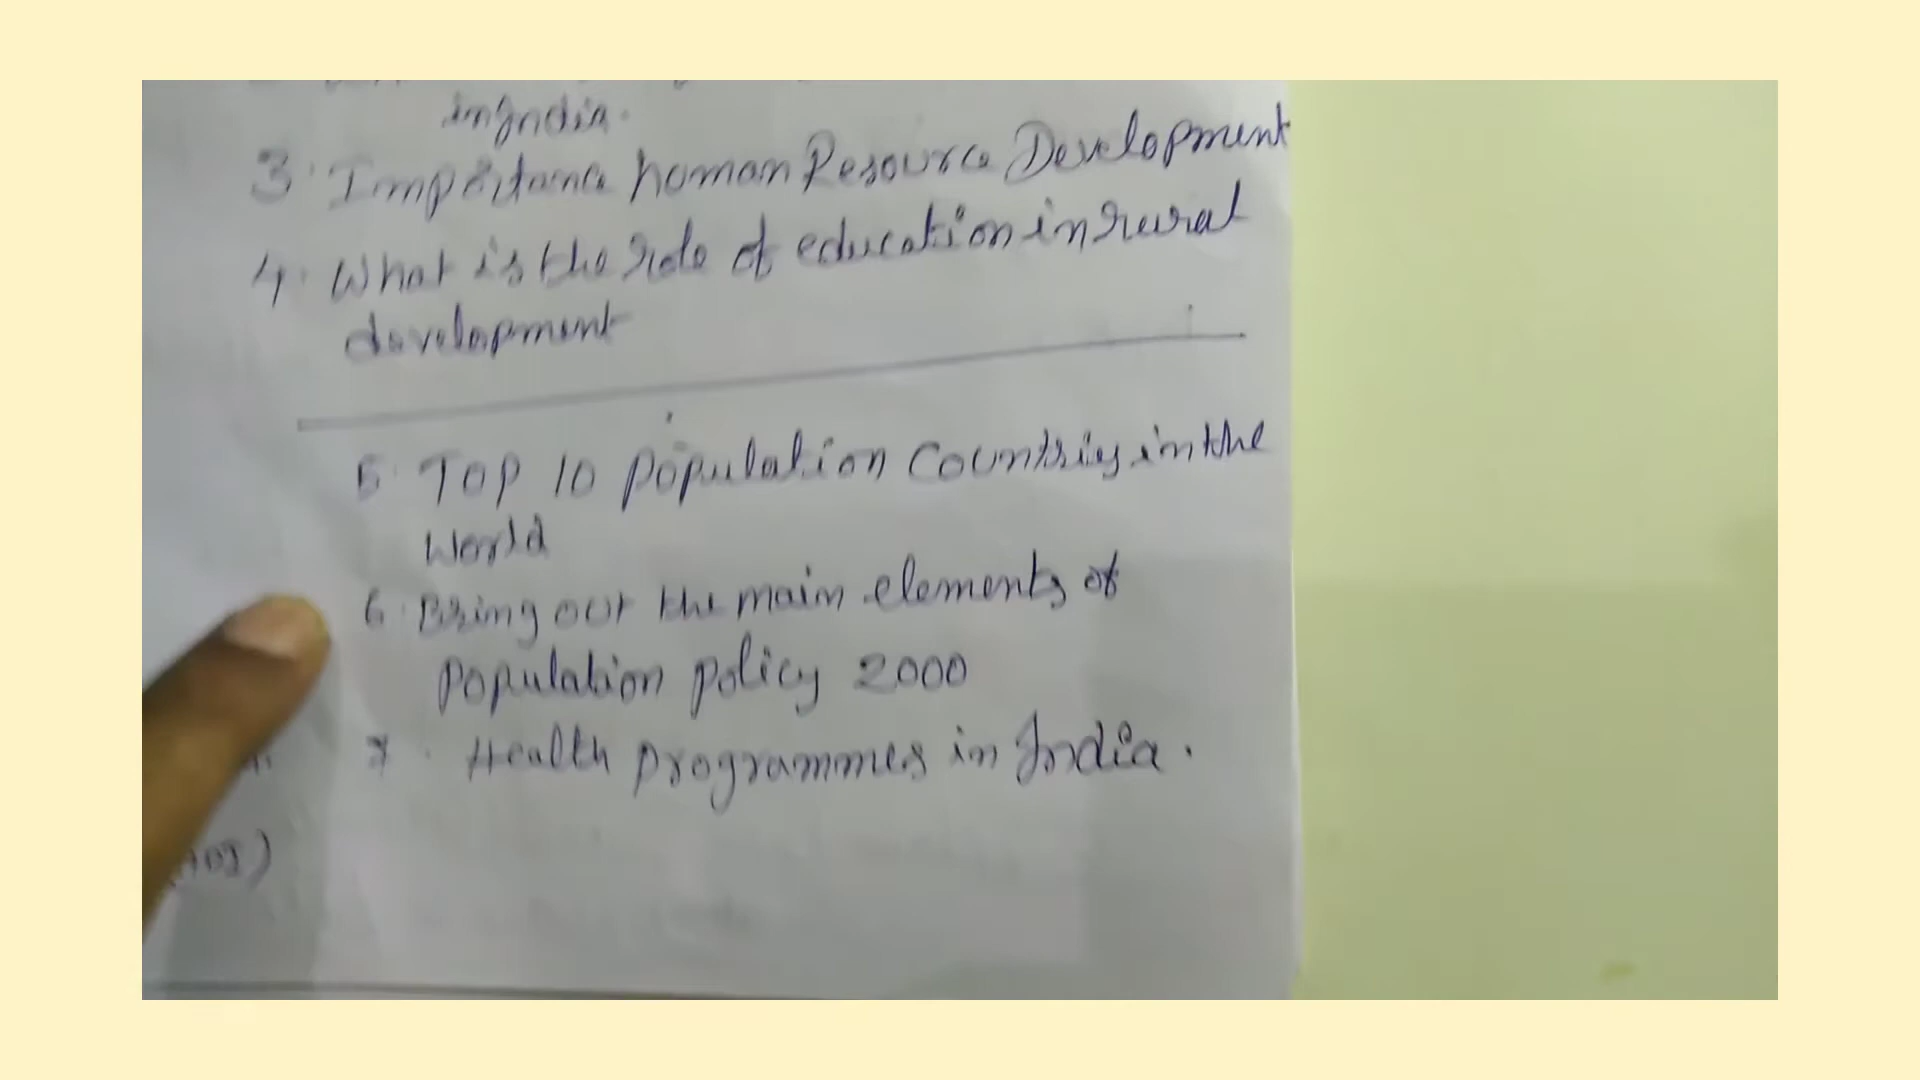 in India.
3. Importance human Resource Development
4. What is the role of education in rural
development
5. TOP 10 population Countries in the
World
6. Bring out the main elements of
population policy 2000
7. Health programmes in India.